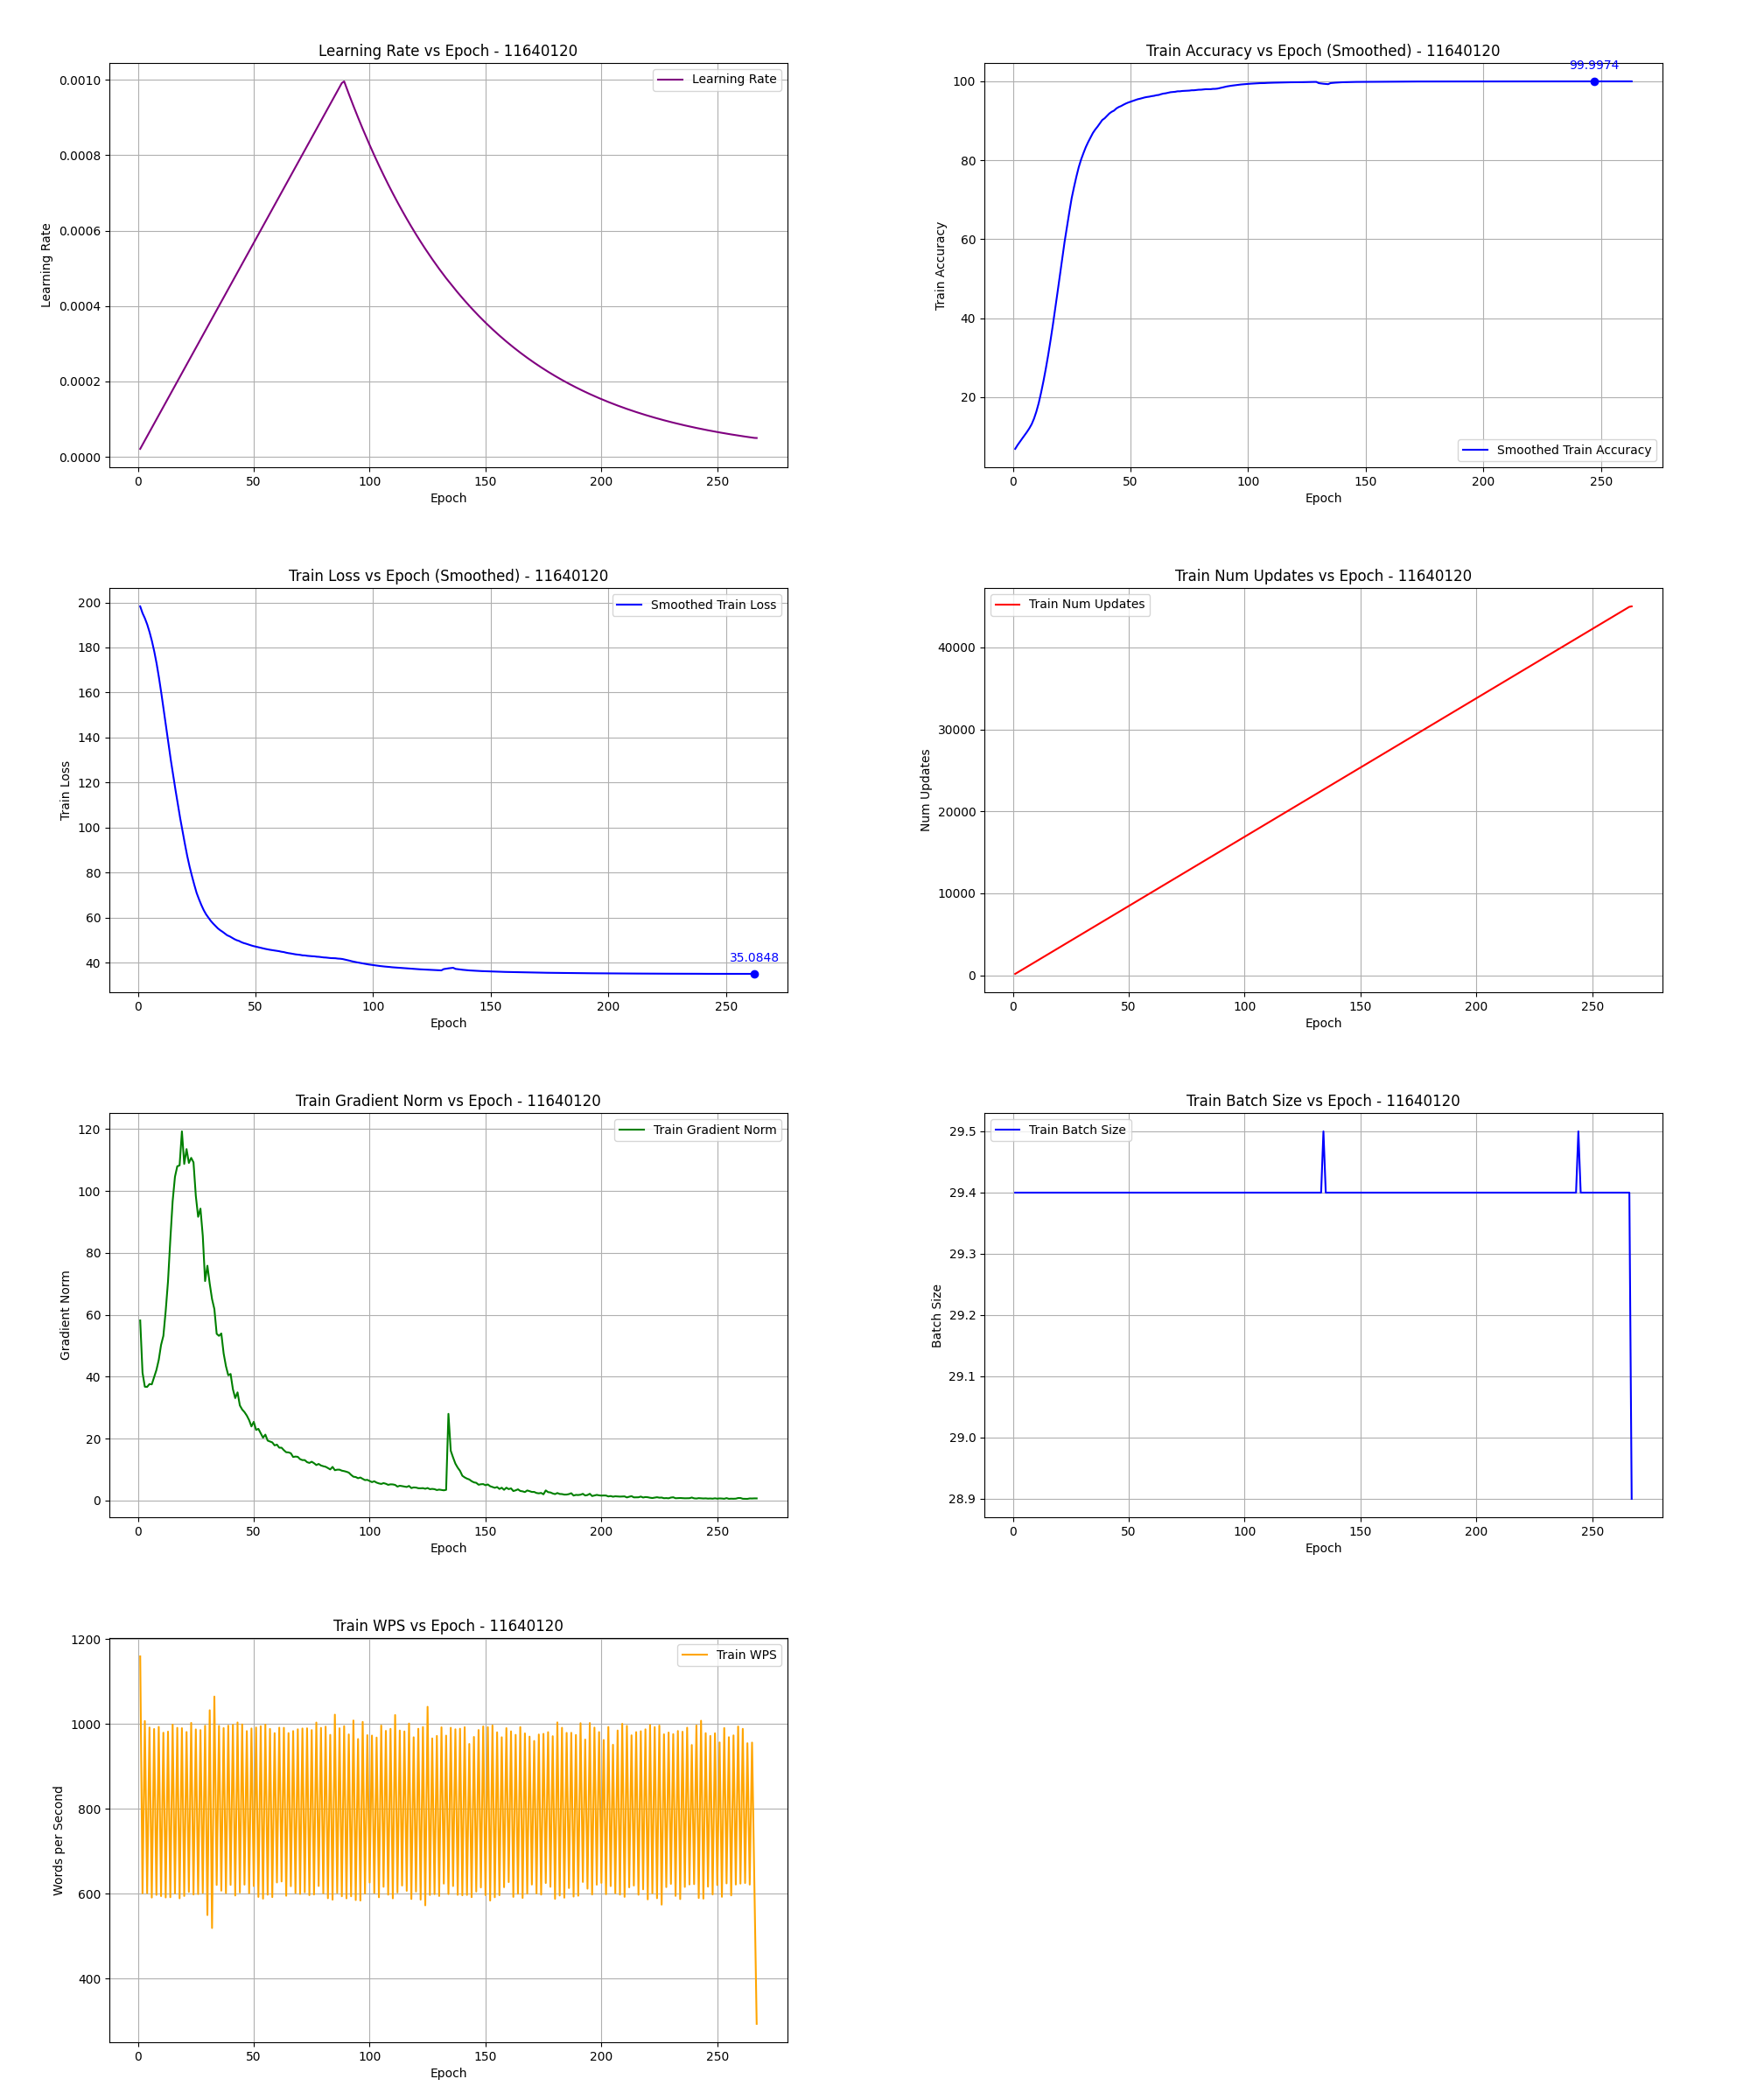 Learning Rate vs Epoch - 11640120
Learning Rate
0.0010
0.0008
0.0006
0.0004
0.0002
0.0000
Learning Rate
0 50 100 150 200 250
Epoch
Train Accuracy vs Epoch (Smoothed) - 11640120
99.9974
100
80
60
40
20
Train Accuracy
Smoothed Train Accuracy
0 50 100 150 200 250
Epoch
Train Loss vs Epoch (Smoothed) - 11640120
Smoothed Train Loss
200
180
160
140
120
100
80
60
40
Train Loss
35.0848
0 50 100 150 200 250
Epoch
Train Num Updates vs Epoch - 11640120
Train Num Updates
40000
30000
20000
10000
0
Num Updates
0 50 100 150 200 250
Epoch
Train Gradient Norm vs Epoch - 11640120
Train Gradient Norm
120
100
80
60
40
20
0
Gradient Norm
0 50 100 150 200 250
Epoch
Train Batch Size vs Epoch - 11640120
Train Batch Size
29.5
29.4
29.3
29.2
29.1
29.0
28.9
Batch Size
0 50 100 150 200 250
Epoch
Train WPS vs Epoch - 11640120
Train WPS
1200
1000
800
600
400
Words per Second
0 50 100 150 200 250
Epoch